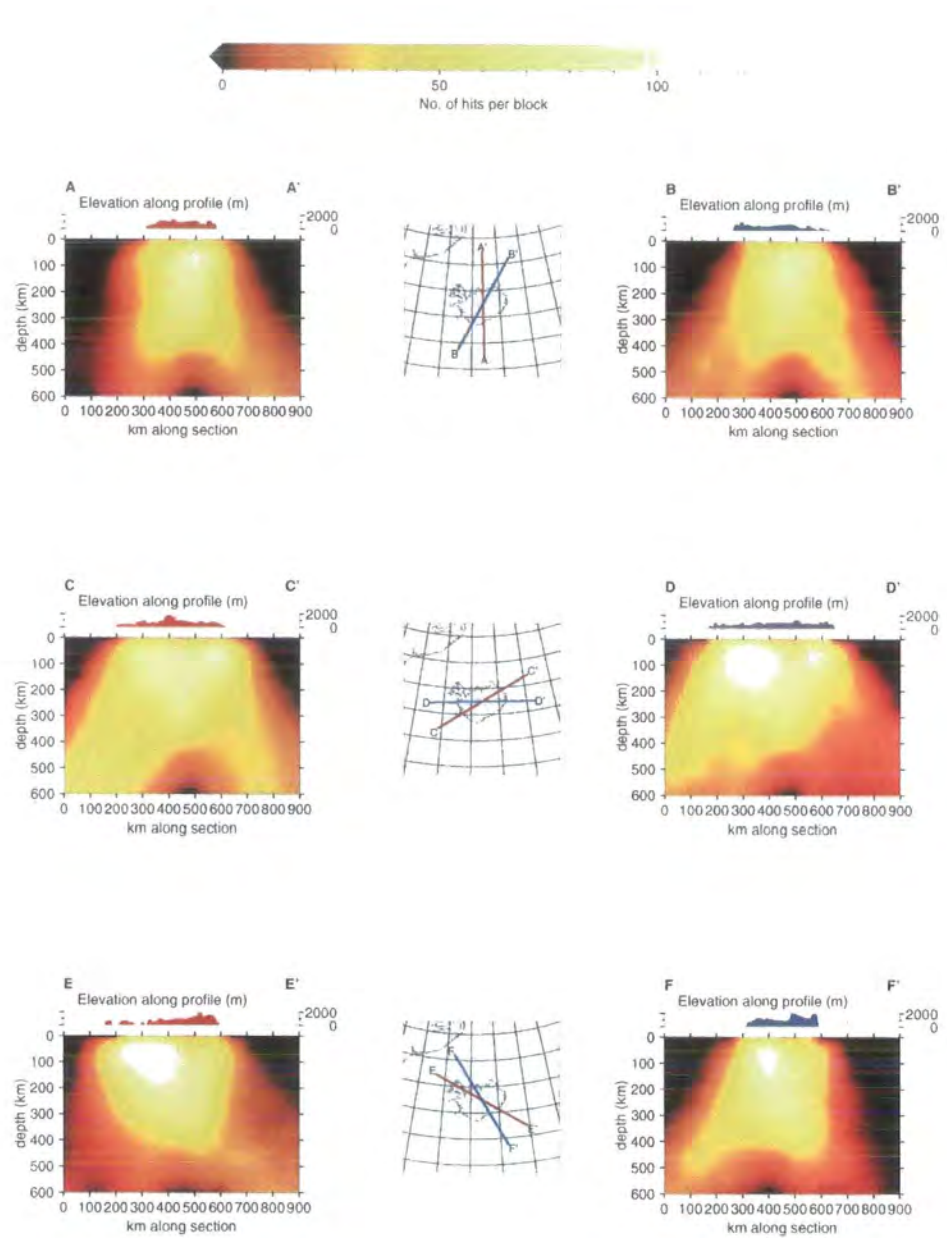 0 50 100
No. of hits per block
A A'
Elevation along profile (m)
2000
0
0
100
200
300
400
500
600
depth (km)
0 100 200 300 400 500 600 700 800 900
km along section
A'
B'
B
A
B B'
Elevation along profile (m)
2000
0
0
100
200
300
400
500
600
depth (km)
0 100 200 300 400 500 600 700 800 900
km along section
C C'
Elevation along profile (m)
2000
0
0
100
200
300
400
500
600
depth (km)
0 100 200 300 400 500 600 700 800 900
km along section
C'
D D'
C
D D'
Elevation along profile (m)
2000
0
0
100
200
300
400
500
600
depth (km)
0 100 200 300 400 500 600 700 800 900
km along section
E E'
Elevation along profile (m)
2000
0
0
100
200
300
400
500
600
depth (km)
0 100 200 300 400 500 600 700 800 900
km along section
F
E
E'
F'
F F'
Elevation along profile (m)
2000
0
0
100
200
300
400
500
600
depth (km)
0 100 200 300 400 500 600 700 800 900
km along section